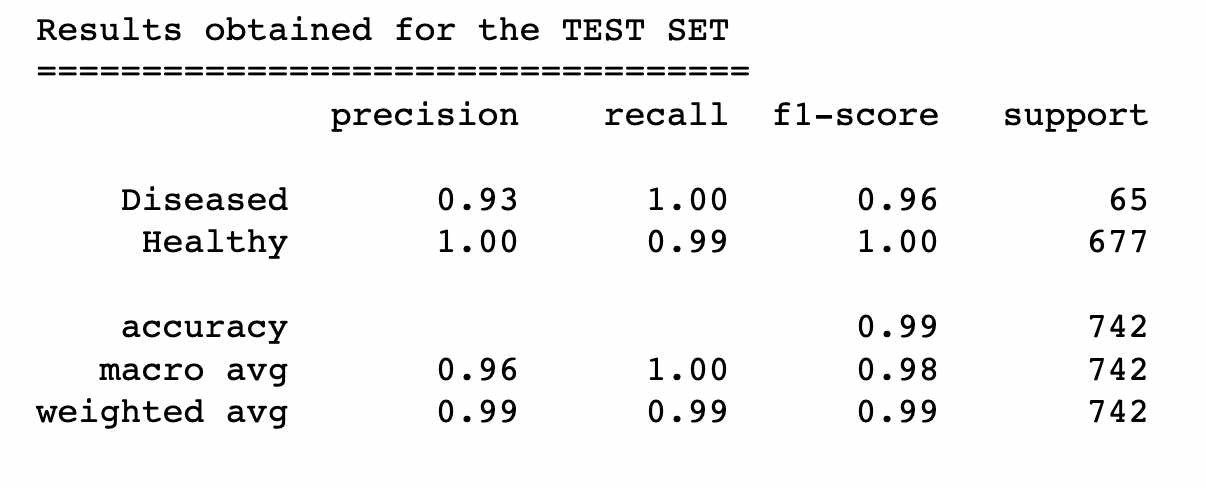 Results obtained for the TEST SET
==================================
precision recall f1-score support
Diseased 0.93 1.00 0.96 65
Healthy 1.00 0.99 1.00 677
accuracy 0.99 742
macro avg 0.96 1.00 0.98 742
weighted avg 0.99 0.99 0.99 742